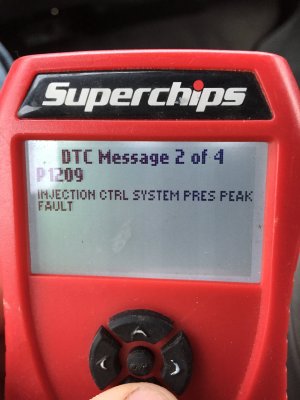 Superchips
DTC Message 2 of 4
P1209
INJECTION CTRL SYSTEM PRES PEAK
FAULT